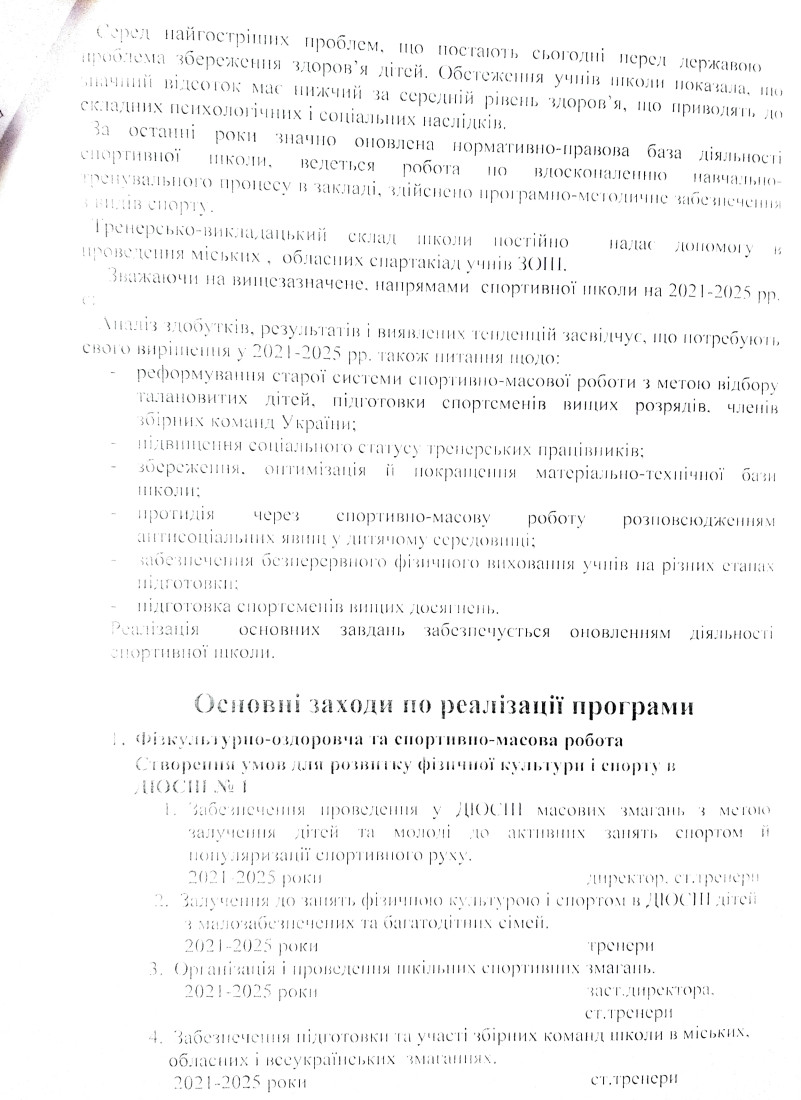 Серед найгостріших проблем, що постають сьогодні перед державою
проблема збереження здоров’я дітей. Обстеження учнів школи показала, що
значний відсоток має нижчий за середній рівень здоров’я, що приводять до
складних психологічних і соціальних наслідків.
За останні роки значно оновлена нормативно-правова база діяльності
спортивної школи, ведеться робота по вдосконаленню навчально-
тренувального процесу в закладі, здійснено програмно-методичне забезпечення
з видів спорту.
Тренерсько-викладацький склад школи постійно надає допомогу в
проведення міських , обласних спартакіад учнів ЗОШ.
Зважаючи на вищезазначене, напрямами спортивної школи на 2021-2025 рр.
є:
Аналіз здобутків, результатів і виявлених тенденцій засвідчує, що потребують
свого вирішення у 2021-2025 рр. також питання щодо:
- реформування старої системи спортивно-масової роботи з метою відбору
талановитих дітей, підготовки спортсменів вищих розрядів, членів
збірних команд України;
- підвищення соціального статусу тренерських працівників;
- збереження, оптимізація й покращення матеріально-технічної бази
школи;
- протидія через спортивно-масову роботу розповсюдженням
антисоціальних явищ у дитячому середовищі;
- забезпечення безперервного фізичного виховання учнів на різних етапах
підготовки;
- підготовка спортсменів вищих досягнень.
Реалізація основних завдань забезпечується оновленням діяльності
спортивної школи.
Основні заходи по реалізації програми
1. Фізкультурно-оздоровча та спортивно-масова робота
Створення умов для розвитку фізичної культури і спорту в
ДЮСШ № 1
1. Забезпечення проведення у ДЮСШ масових змагань з метою
залучення дітей та молоді до активних занять спортом й
популяризації спортивного руху.
2021-2025 роки директор, ст.тренери
2. Залучення до занять фізичною культурою і спортом в ДЮСШ дітей
з малозабезпечених та багатодітних сімей.
2021-2025 роки тренери
3. Організація і проведення шкільних спортивних змагань.
2021-2025 роки заст.директора,
ст.тренери
4. Забезпечення підготовки та участі збірних команд школи в міських,
обласних і всеукраїнських змаганнях.
2021-2025 роки ст.тренери